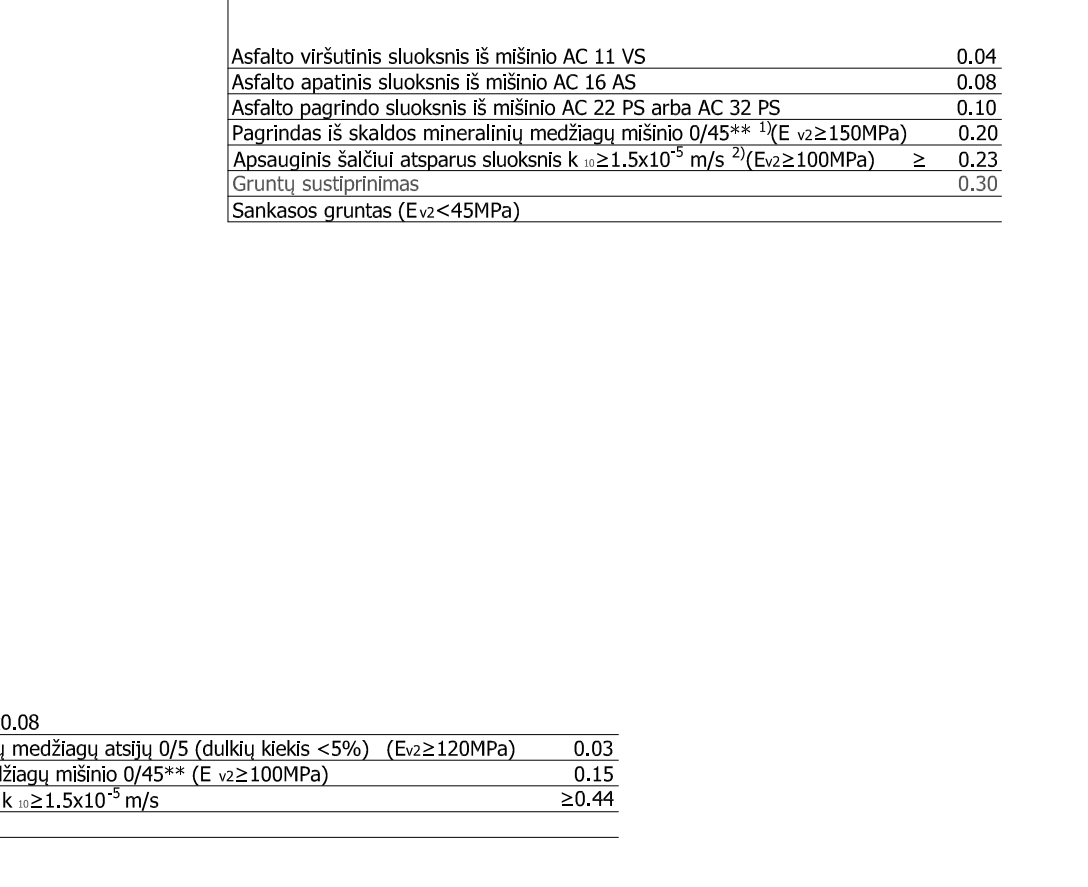 Asfalto viršutinis sluoksnis iš mišinio AC 11 VS 0.04
Asfalto apatinis sluoksnis iš mišinio AC 16 AS 0.08
Asfalto pagrindo sluoksnis iš mišinio AC 22 PS arba AC 32 PS 0.10
Pagrindas iš skaldos mineralinių medžiagų mišinio 0/45** ¹⁾(E v2≥150MPa) 0.20
Apsauginis šalčiui atsparus sluoksnis k ₁₀≥1.5x10⁻⁵ m/s ²⁾(Ev2≥100MPa) ≥ 0.23
Gruntų sustiprinimas 0.30
Sankasos gruntas (Ev2<45MPa)
0.08
ų medžiagų atsijų 0/5 (dulkių kiekis <5%) (Ev2≥120MPa) 0.03
džiagų mišinio 0/45** (E v2≥100MPa) 0.15
k ₁₀≥1.5x10⁻⁵ m/s ≥0.44